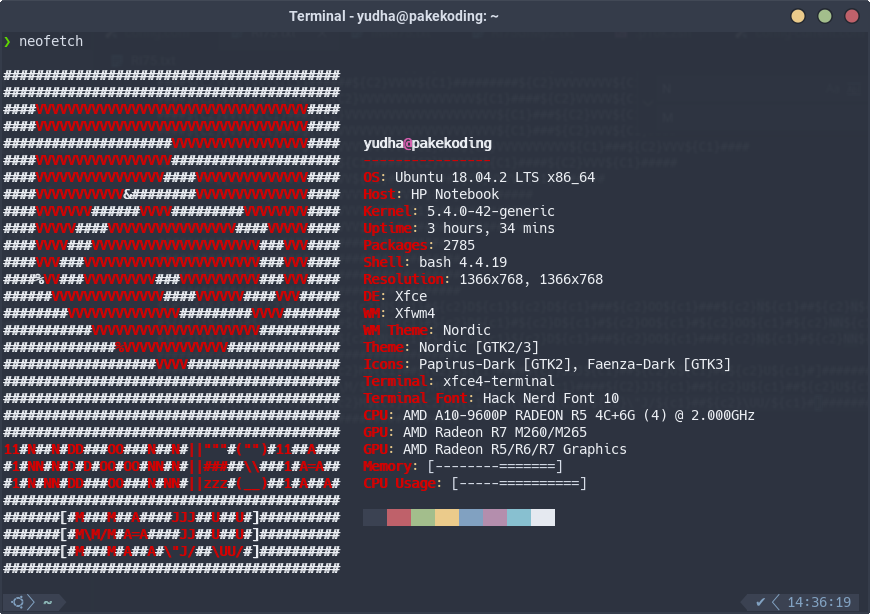 Terminal - yudha@pakekoding: ~
❯ neofetch
yudha@pakekoding
----------------
OS: Ubuntu 18.04.2 LTS x86_64
Host: HP Notebook
Kernel: 5.4.0-42-generic
Uptime: 3 hours, 34 mins
Packages: 2785
Shell: bash 4.4.19
Resolution: 1366x768, 1366x768
DE: Xfce
WM: Xfwm4
WM Theme: Nordic
Theme: Nordic [GTK2/3]
Icons: Papirus-Dark [GTK2], Faenza-Dark [GTK3]
Terminal: xfce4-terminal
Terminal Font: Hack Nerd Font 10
CPU: AMD A10-9600P RADEON R5 4C+6G (4) @ 2.000GHz
GPU: AMD Radeon R7 M260/M265
GPU: AMD Radeon R5/R6/R7 Graphics
Memory: [--------=======]
CPU Usage: [-----==========]
~
✔ 14:36:19